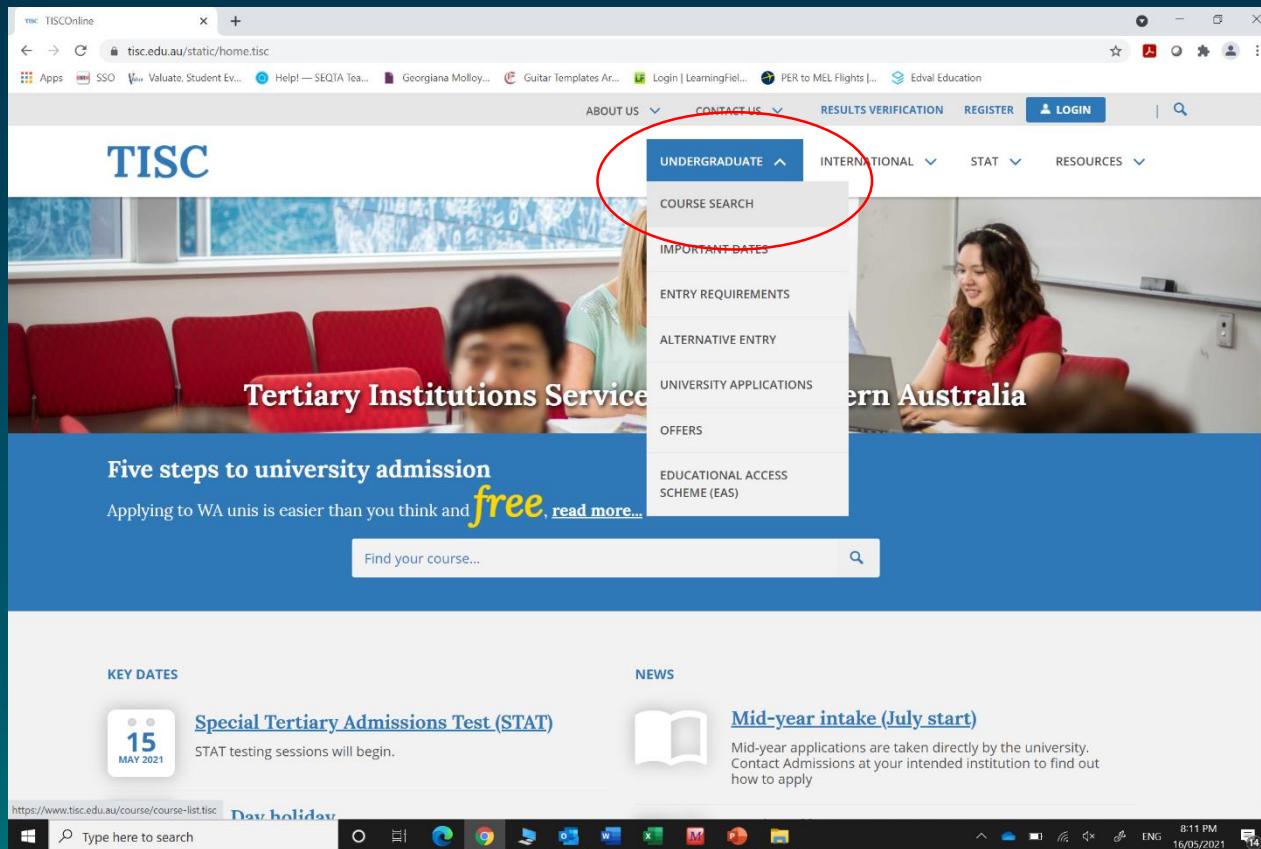 TISC TISCOnline
tisc.edu.au/static/home.tisc
Apps SSO Valuate, Student Ev... Help! — SEQTA Tea... Georgiana Molloy... Guitar Templates Ar... LF Login | LearningFiel... PER to MEL Flights |... Edval Education
ABOUT US CONTACT US RESULTS VERIFICATION REGISTER LOGIN
TISC
UNDERGRADUATE INTERNATIONAL STAT RESOURCES
COURSE SEARCH
IMPORTANT DATES
ENTRY REQUIREMENTS
ALTERNATIVE ENTRY
UNIVERSITY APPLICATIONS
OFFERS
EDUCATIONAL ACCESS
SCHEME (EAS)
Tertiary Institutions Service ern Australia
Five steps to university admission
Applying to WA unis is easier than you think and free, read more...
Find your course...
KEY DATES
15
MAY 2021
Special Tertiary Admissions Test (STAT)
STAT testing sessions will begin.
Day holiday
NEWS
Mid-year intake (July start)
Mid-year applications are taken directly by the university.
Contact Admissions at your intended institution to find out
how to apply
https://www.tisc.edu.au/course/course-list.tisc
Type here to search
ENG
8:11 PM
16/05/2021
14